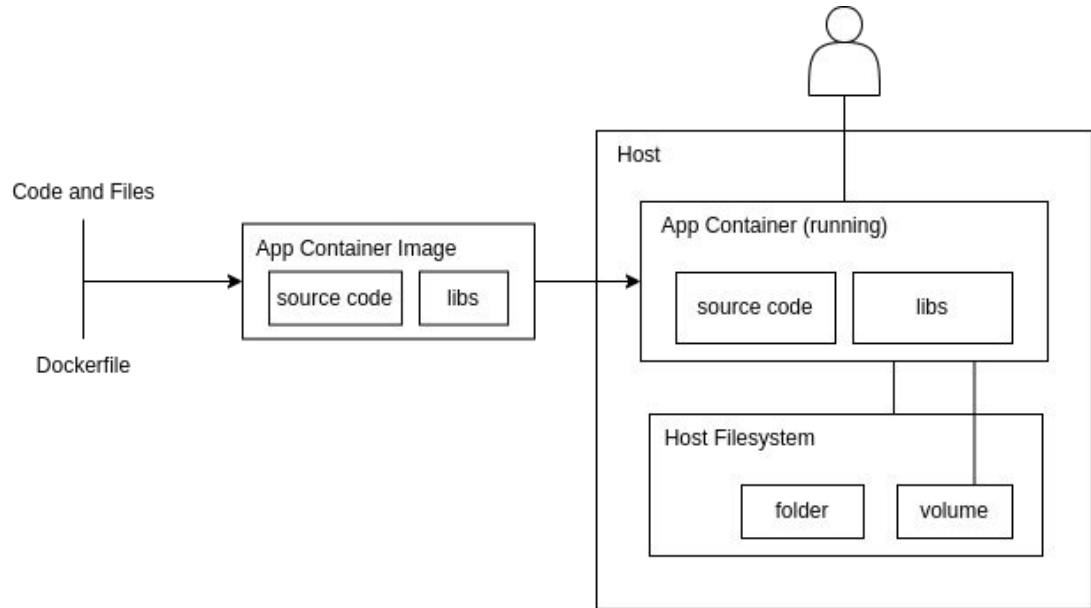 Host
Code and Files
App Container (running)
App Container Image
source code
libs
source code
libs
Dockerfile
Host Filesystem
folder
volume